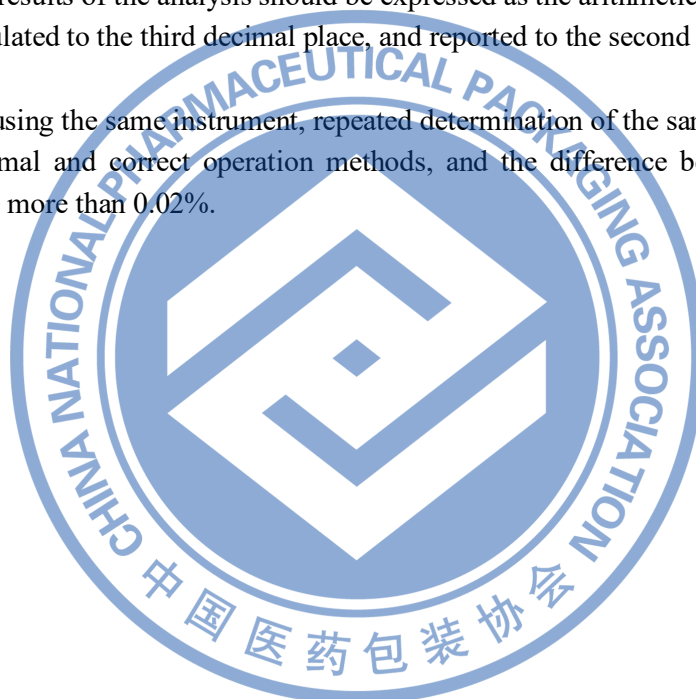 results of the analysis should be expressed as the arithmetic
ulated to the third decimal place, and reported to the second
using the same instrument, repeated determination of the sa
mal and correct operation methods, and the difference be
more than 0.02%.
CHINA NATIONAL PHARMACEUTICAL PACKAGING ASSOCIATION
中国医药包装协会